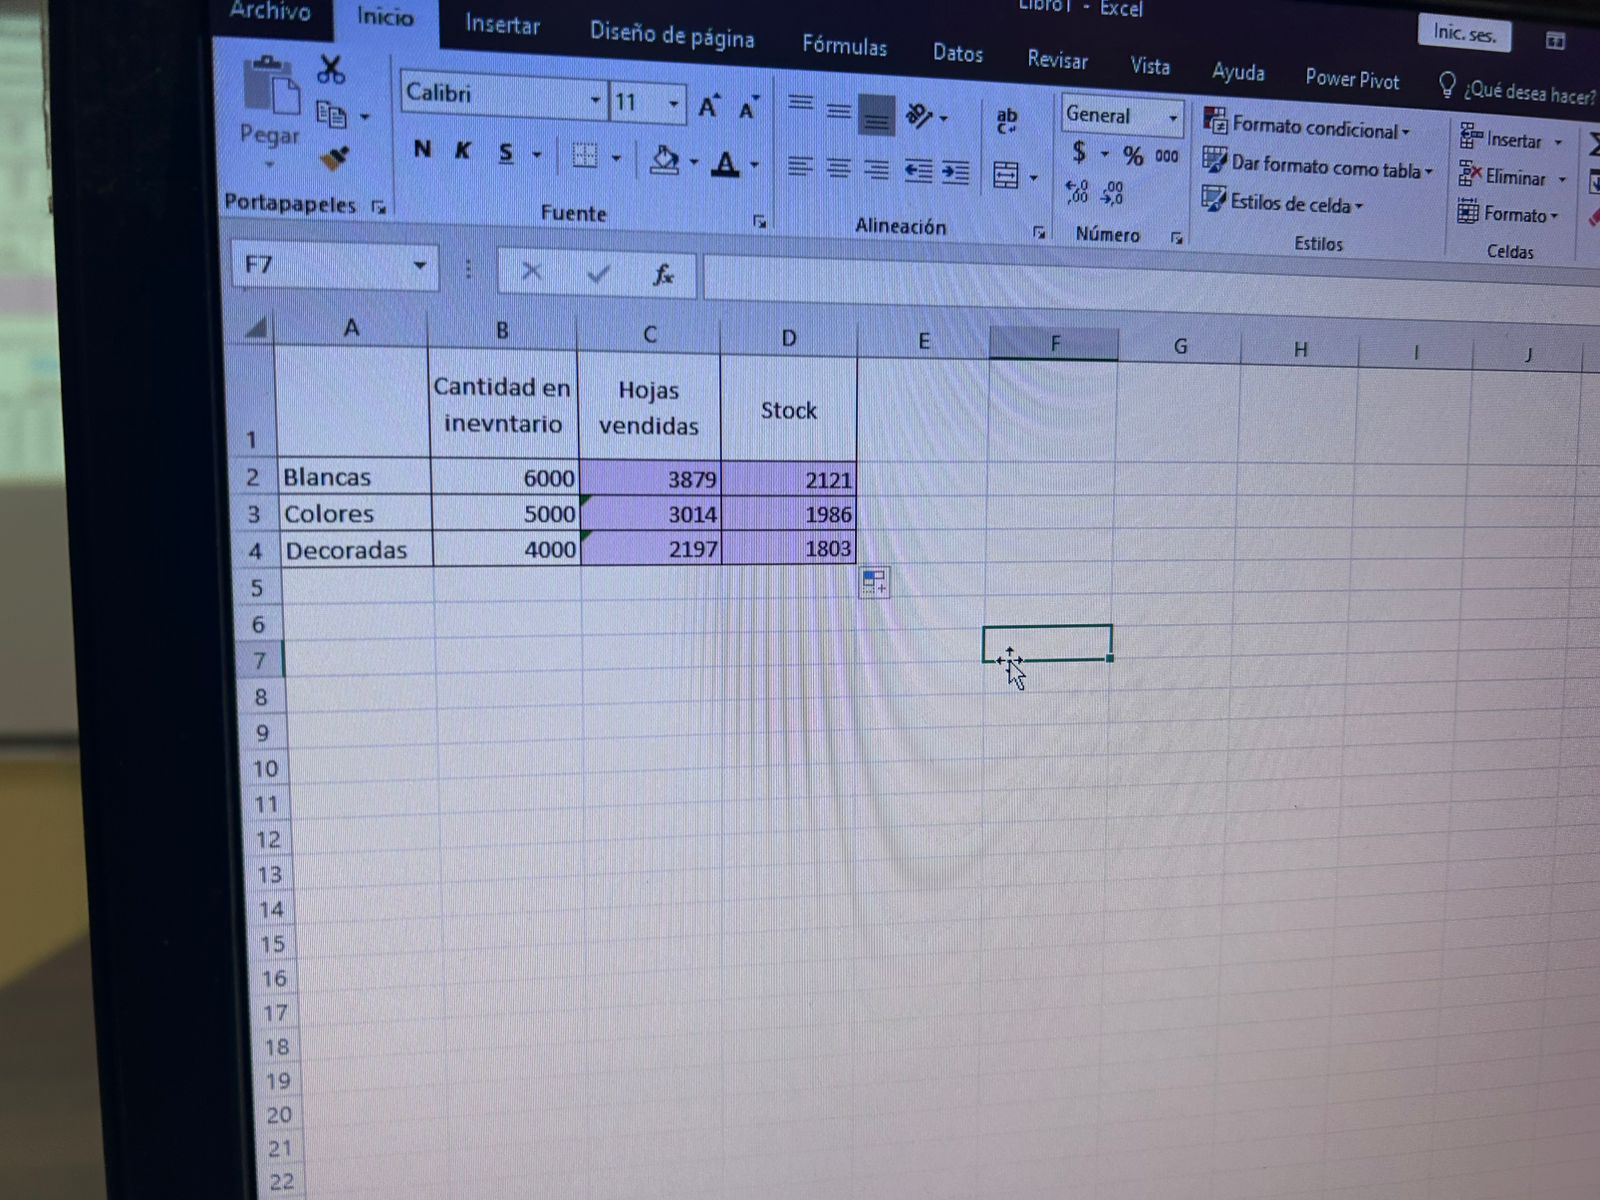 Libro1 - Excel
Inic. ses.
Archivo Inicio Insertar Diseño de página Fórmulas Datos Revisar Vista Ayuda Power Pivot ¿Qué desea hacer?
Pegar
Portapapeles
Calibri 11 A A
N K S A
Fuente
ab
Alineación
General
$ % 000
Número
Formato condicional
Dar formato como tabla
Estilos de celda
Estilos
Insertar
Eliminar
Formato
Celdas
F7 fx
A B C D E F G H I J
1 Cantidad en inevntario Hojas vendidas Stock
2 Blancas 6000 3879 2121
3 Colores 5000 3014 1986
4 Decoradas 4000 2197 1803
5
6
7
8
9
10
11
12
13
14
15
16
17
18
19
20
21
22